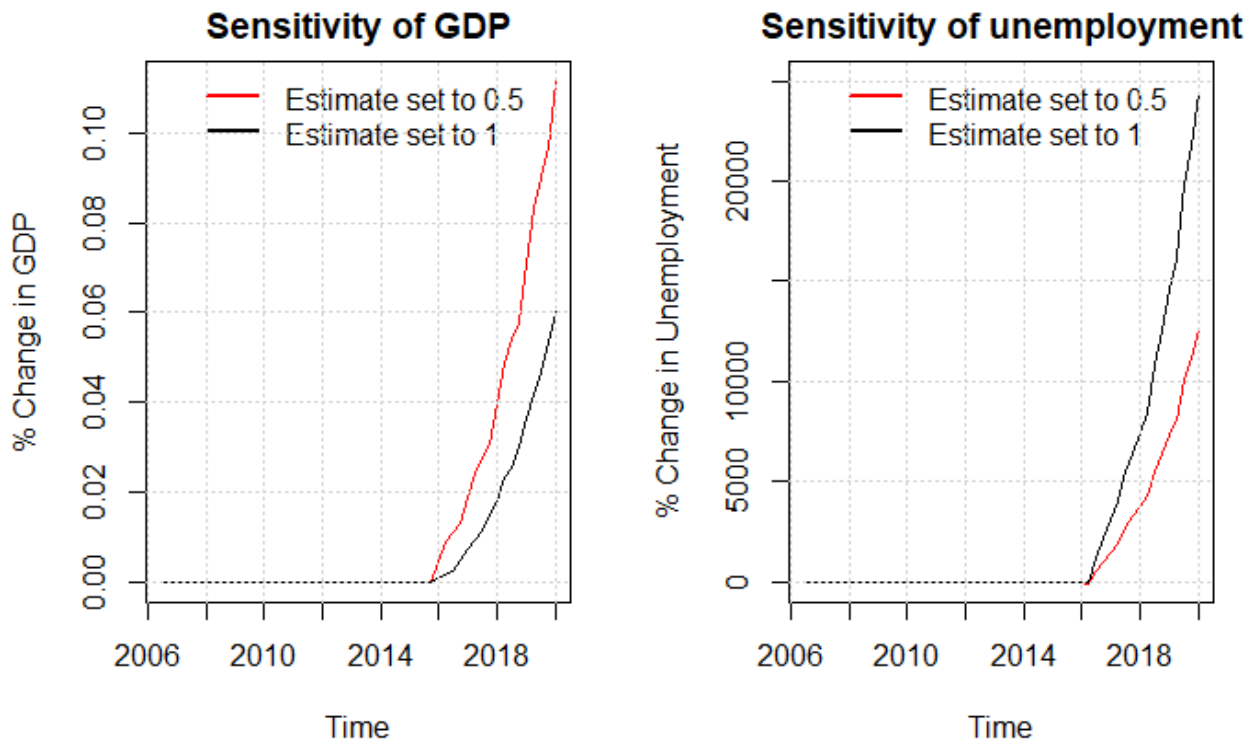 Sensitivity of GDP
Estimate set to 0.5
Estimate set to 1
% Change in GDP
0.10
0.08
0.06
0.04
0.02
0.00
2006 2010 2014 2018
Time
Sensitivity of unemployment
Estimate set to 0.5
Estimate set to 1
% Change in Unemployment
20000
10000
5000
0
2006 2010 2014 2018
Time